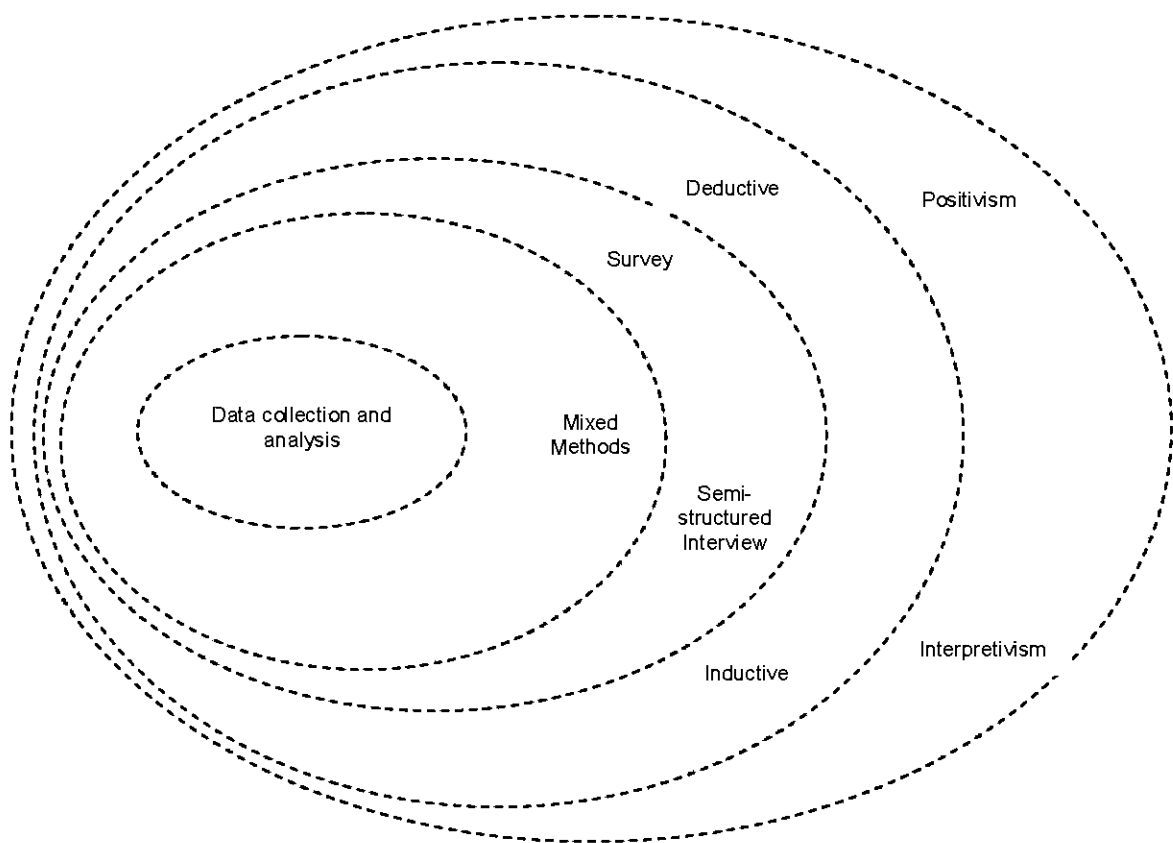 Deductive
Positivism
Survey
Data collection and
analysis
Mixed
Methods
Semi-
structured
Interview
Interpretivism
Inductive